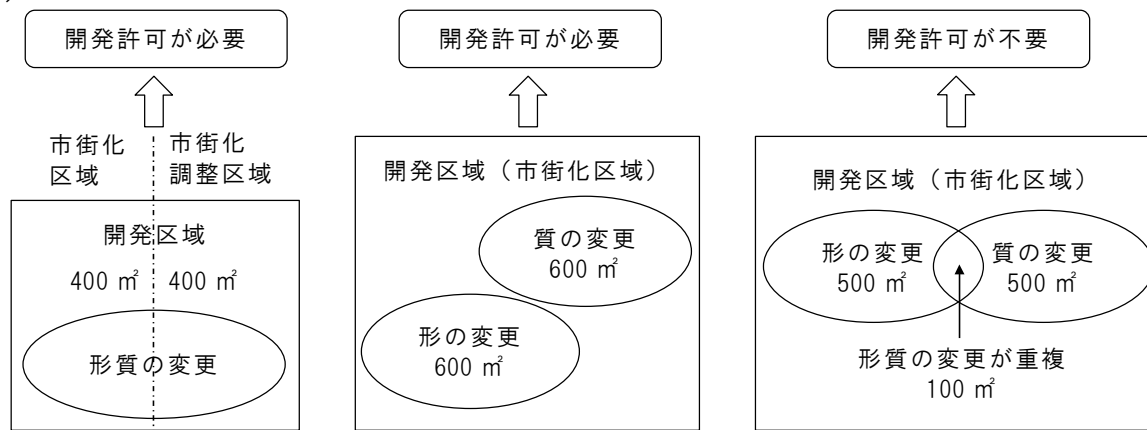 )
開発許可が必要
市街化
区域
市街化
調整区域
開発区域
400 ㎡
400 ㎡
形質の変更
開発許可が必要
開発区域（市街化区域）
質の変更
600 ㎡
形の変更
600 ㎡
開発許可が不要
開発区域（市街化区域）
形の変更
500 ㎡
質の変更
500 ㎡
形質の変更が重複
100 ㎡